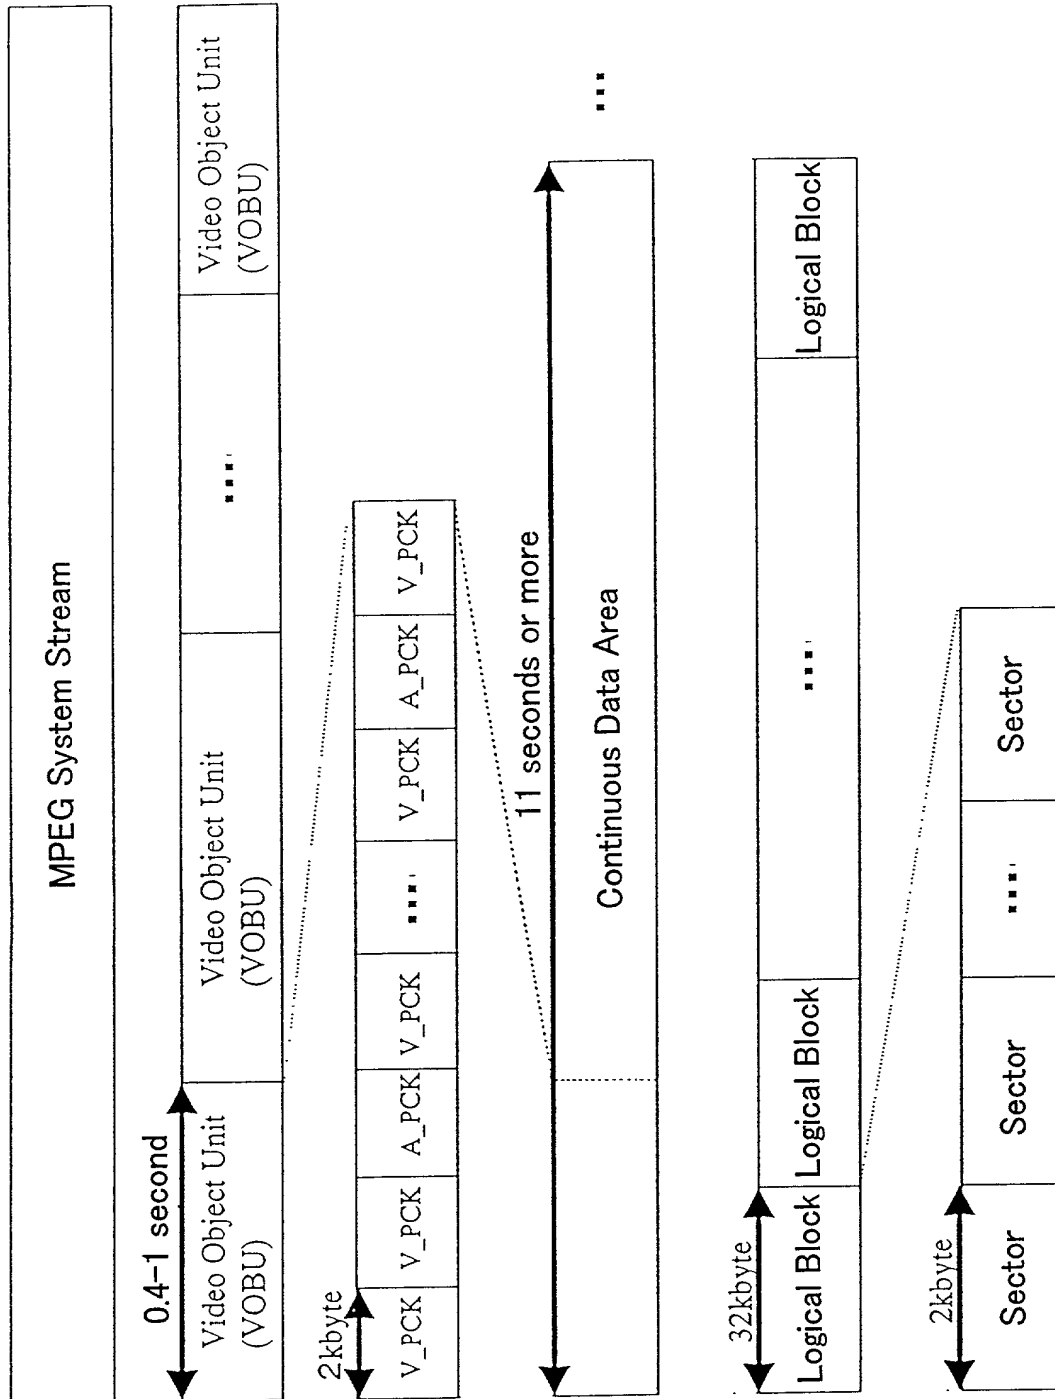 MPEG System Stream
0.4-1 second
Video Object Unit
(VOBU)
Video Object Unit
(VOBU)
....
Video Object Unit
(VOBU)
2kbyte
V_PCK
V_PCK
A_PCK
V_PCK
....
V_PCK
A_PCK
V_PCK
11 seconds or more
Continuous Data Area
...
32kbyte
Logical Block
Logical Block
....
Logical Block
2kbyte
Sector
Sector
....
Sector